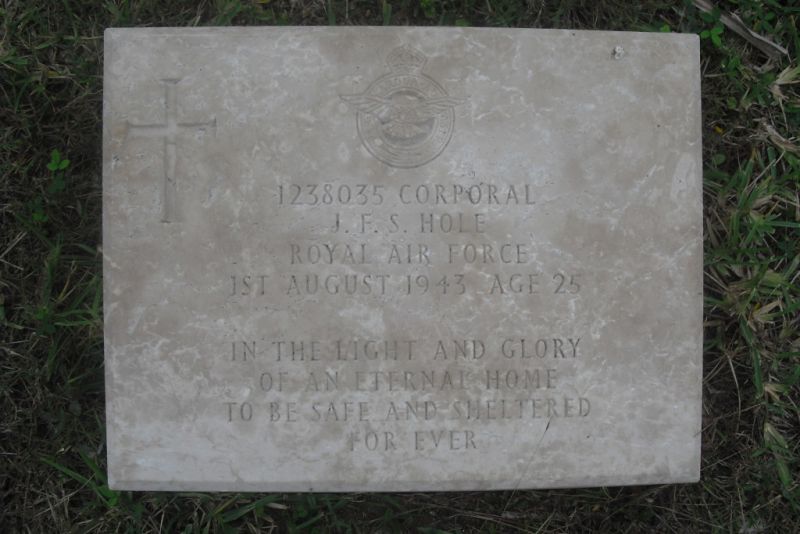 1238035 CORPORAL
J. F. S. HOLE
ROYAL AIR FORCE
1ST AUGUST 1943 AGE 25
IN THE LIGHT AND GLORY
OF AN ETERNAL HOME
TO BE SAFE AND SHELTERED
FOR EVER